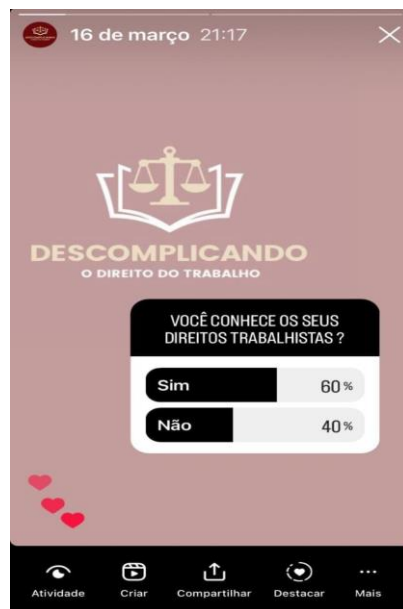 16 de março 21:17
DESCOMPLICANDO
O DIREITO DO TRABALHO
VOCÊ CONHECE OS SEUS
DIREITOS TRABALHISTAS ?
Sim 60%
Não 40%
Atividade Criar Compartilhar Destacar Mais